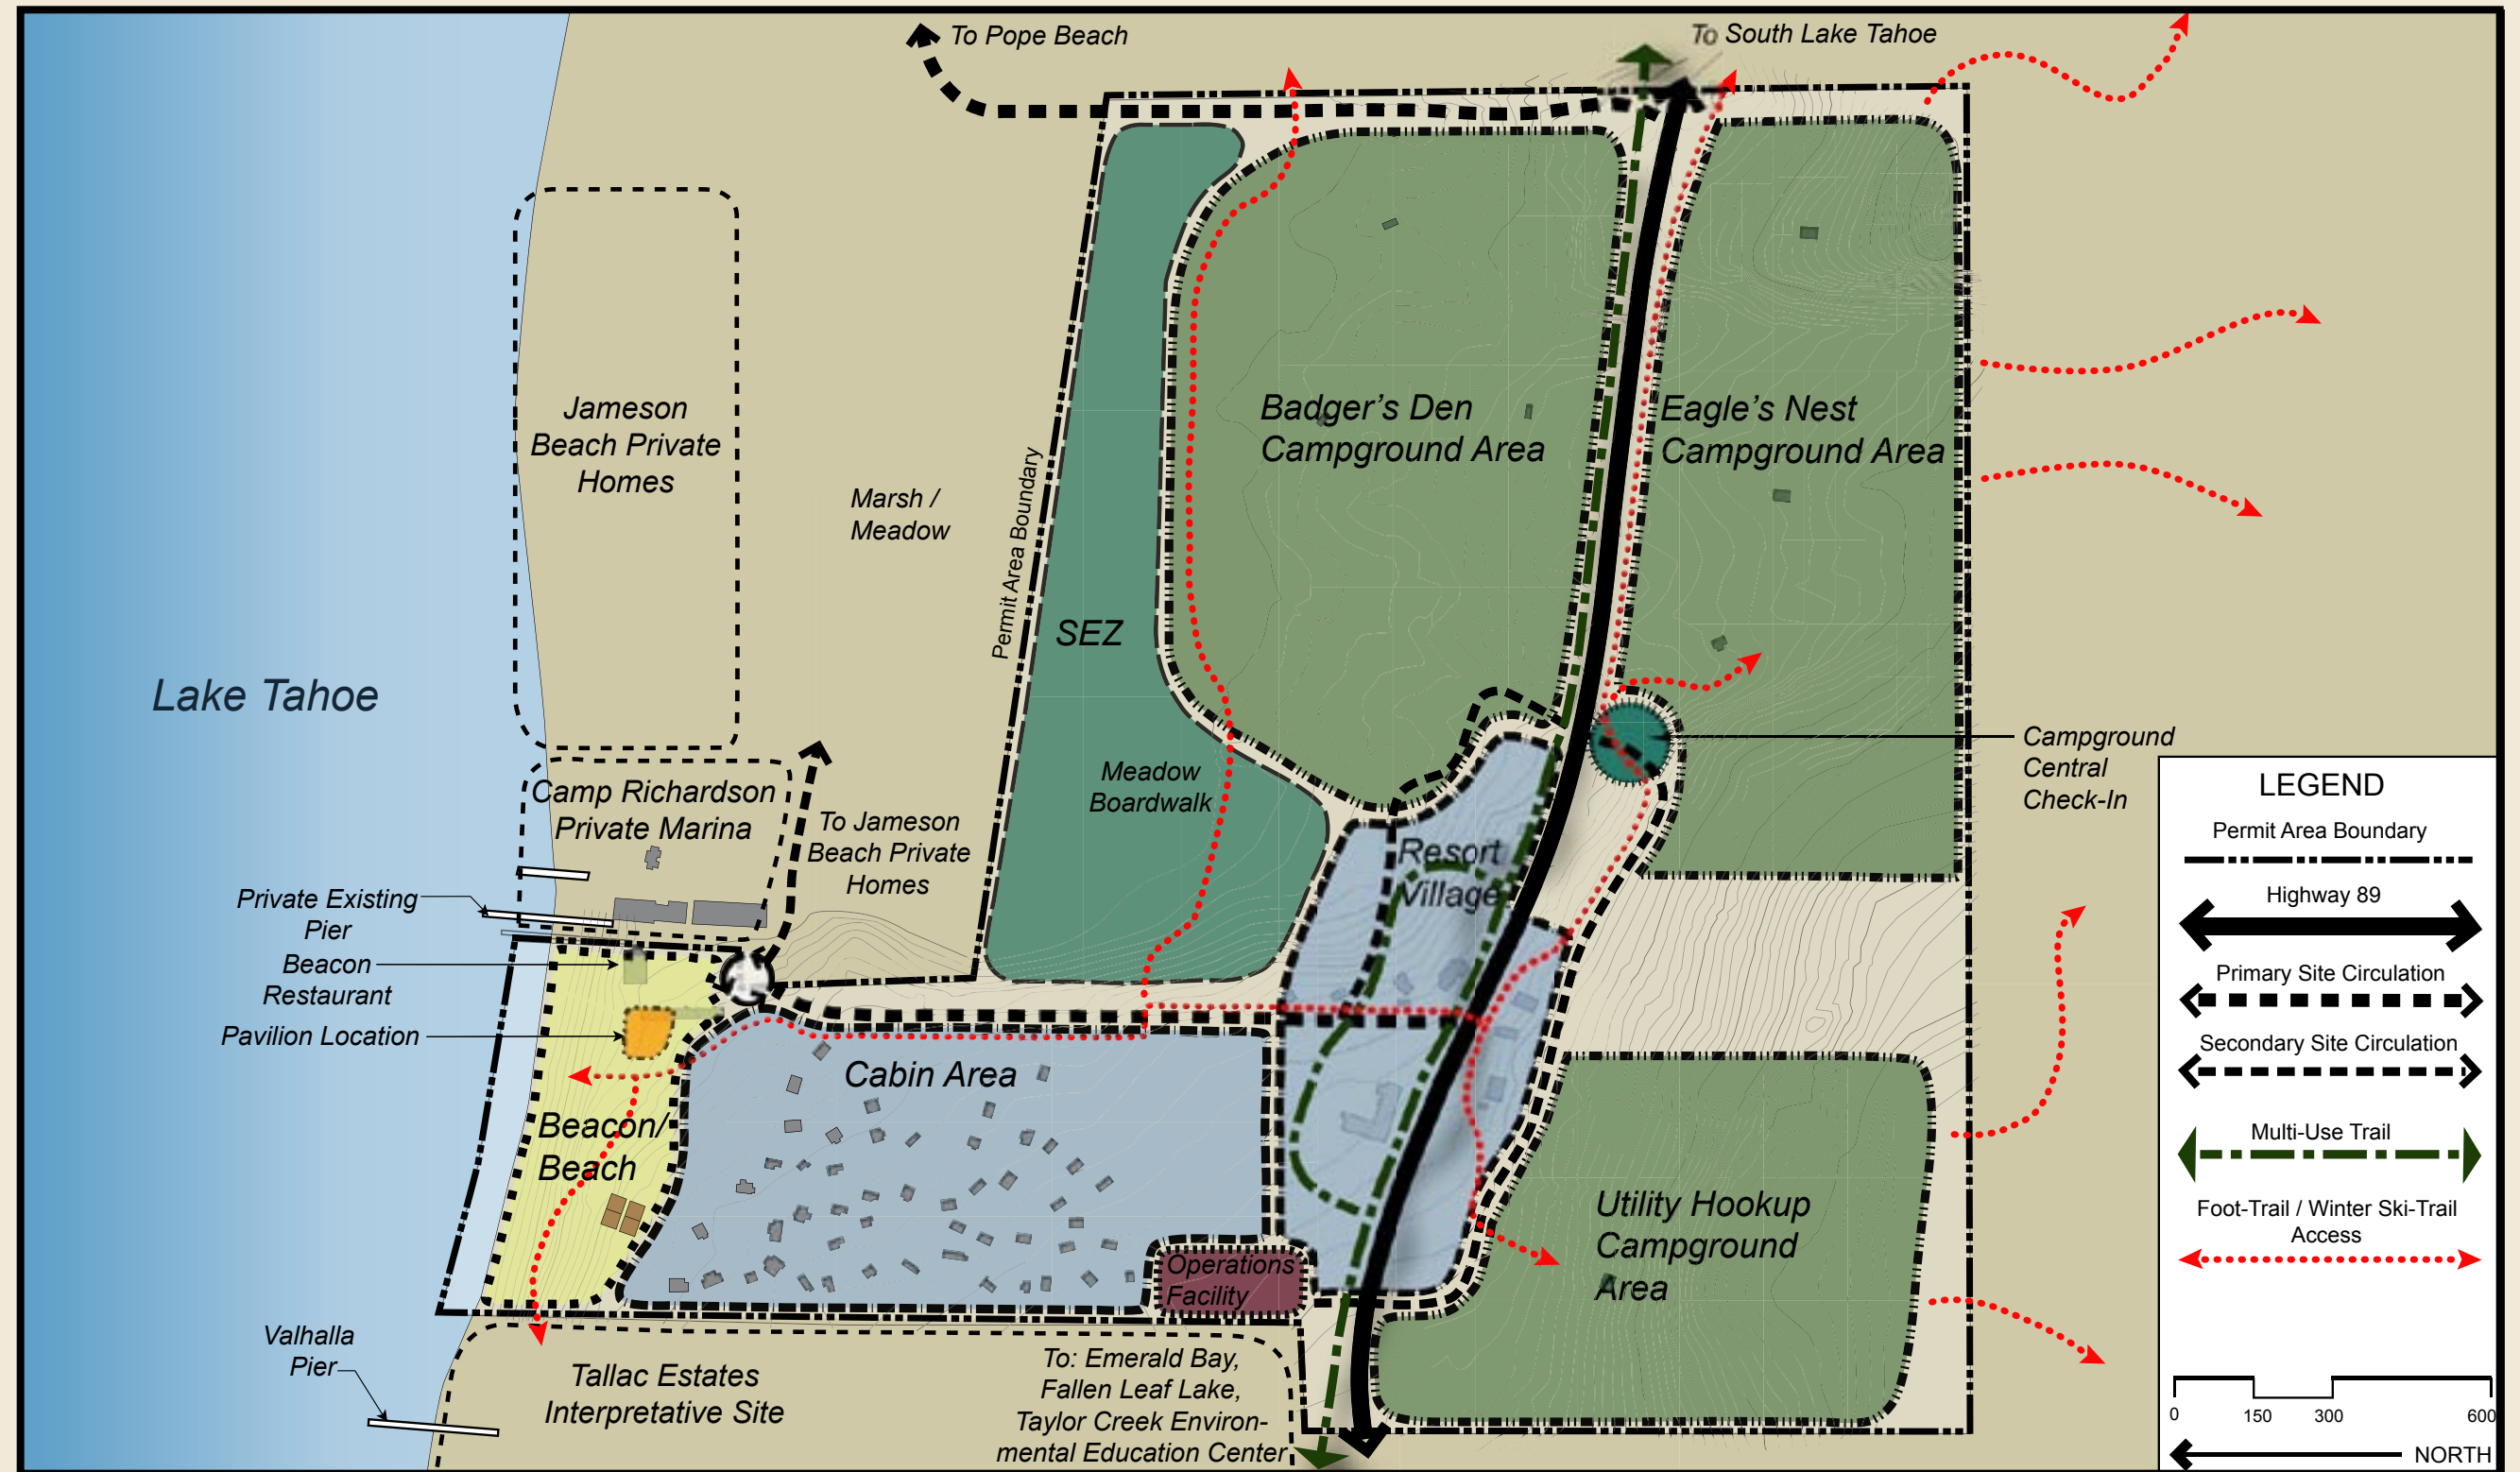 To Pope Beach
To South Lake Tahoe
Jameson
Beach Private
Homes
Marsh /
Meadow
Permit Area Boundary
Badger's Den
Campground Area
Eagle's Nest
Campground Area
SEZ
Lake Tahoe
Meadow
Boardwalk
Camp Richardson
Private Marina
To Jameson
Beach Private
Homes
Resort
Village
Campground
Central
Check-In
Private Existing
Pier
Beacon
Restaurant
Pavilion Location
Cabin Area
Beacon/
Beach
Operations
Facility
Utility Hookup
Campground
Area
Valhalla
Pier
Tallac Estates
Interpretative Site
To: Emerald Bay,
Fallen Leaf Lake,
Taylor Creek Environ-
mental Education Center
LEGEND
Permit Area Boundary
Highway 89
Primary Site Circulation
Secondary Site Circulation
Multi-Use Trail
Foot-Trail / Winter Ski-Trail
Access
0 150 300 600
NORTH